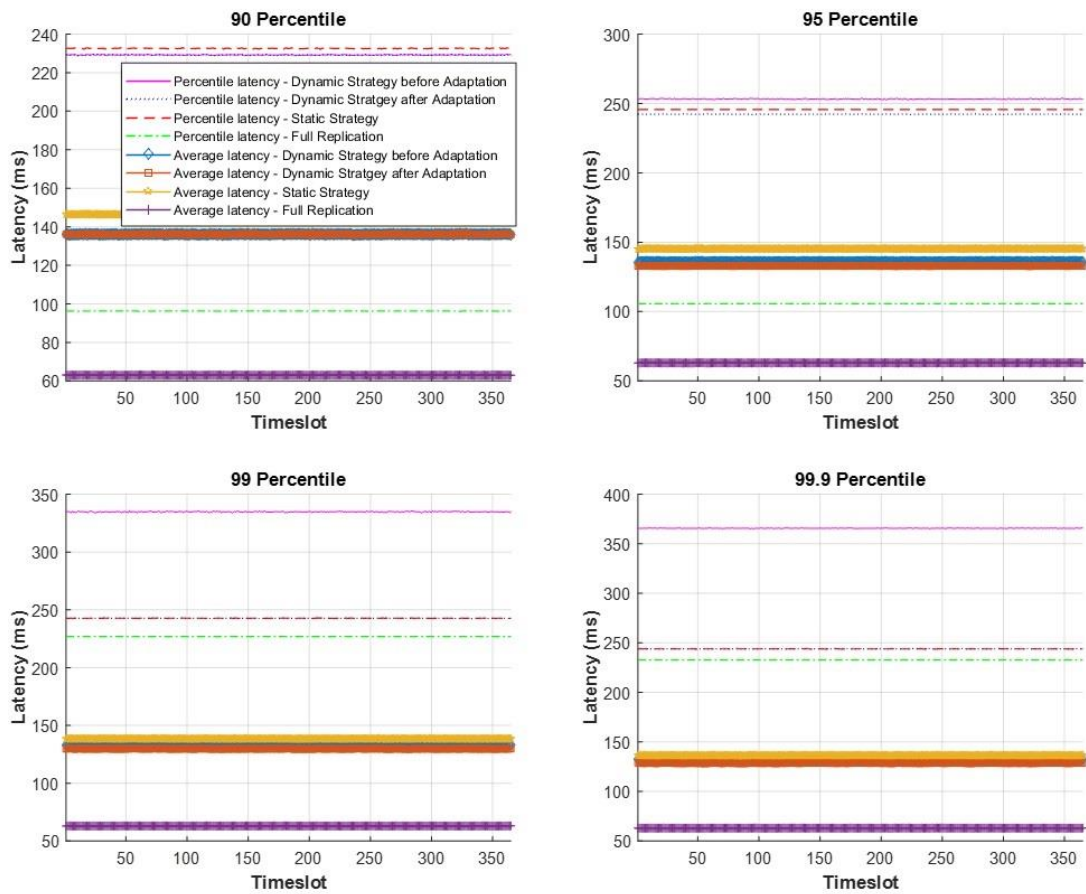 90 Percentile
240
220
200
180
160
140
120
100
80
60
Latency (ms)
Percentile latency - Dynamic Strategy before Adaptation
Percentile latency - Dynamic Stratgey after Adaptation
Percentile latency - Static Strategy
Percentile latency - Full Replication
Average latency - Dynamic Strategy before Adaptation
Average latency - Dynamic Stratgey after Adaptation
Average latency - Static Strategy
Average latency - Full Replication
50 100 150 200 250 300 350
Timeslot
95 Percentile
300
250
200
150
100
50
Latency (ms)
50 100 150 200 250 300 350
Timeslot
99 Percentile
350
300
250
200
150
100
50
Latency (ms)
50 100 150 200 250 300 350
Timeslot
99.9 Percentile
400
350
300
250
200
150
100
50
Latency (ms)
50 100 150 200 250 300 350
Timeslot